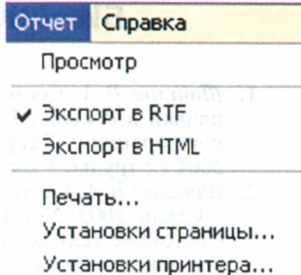 Отчет Справка
Просмотр
Экспорт в RTF
Экспорт в HTML
Печать...
Установки страницы...
Установки принтера...